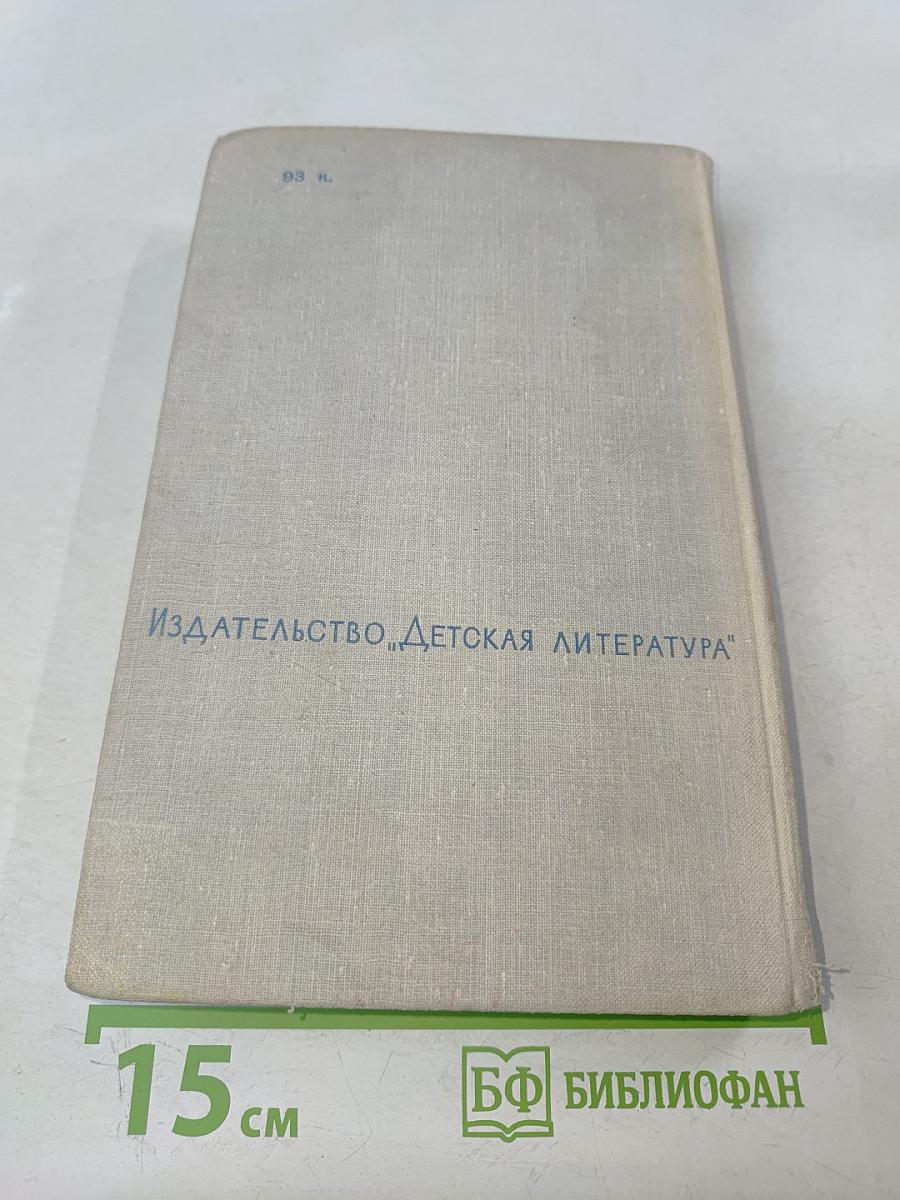 93 к.
Издательство „Детская литература"
15 см
БФ БИБЛИОФАН